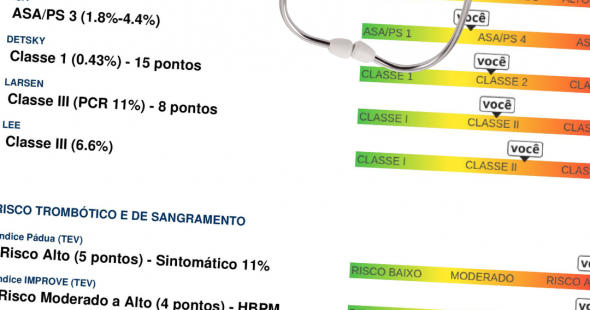 ASA/PS 3 (1.8%-4.4%)
você
ASA/PS 1 ASA/PS 4
DETSKY
Classe 1 (0.43%) - 15 pontos
você
CLASSE 1 CLASSE 2
LARSEN
Classe III (PCR 11%) - 8 pontos
você
CLASSE I CLASSE II
LEE
Classe III (6.6%)
você
CLASSE I CLASSE II
RISCO TROMBÓTICO E DE SANGRAMENTO
Índice Pádua (TEV)
Risco Alto (5 pontos) - Sintomático 11%
RISCO BAIXO MODERADO RISCO
Índice IMPROVE (TEV)
Risco Moderado a Alto (4 pontos) - HBPM